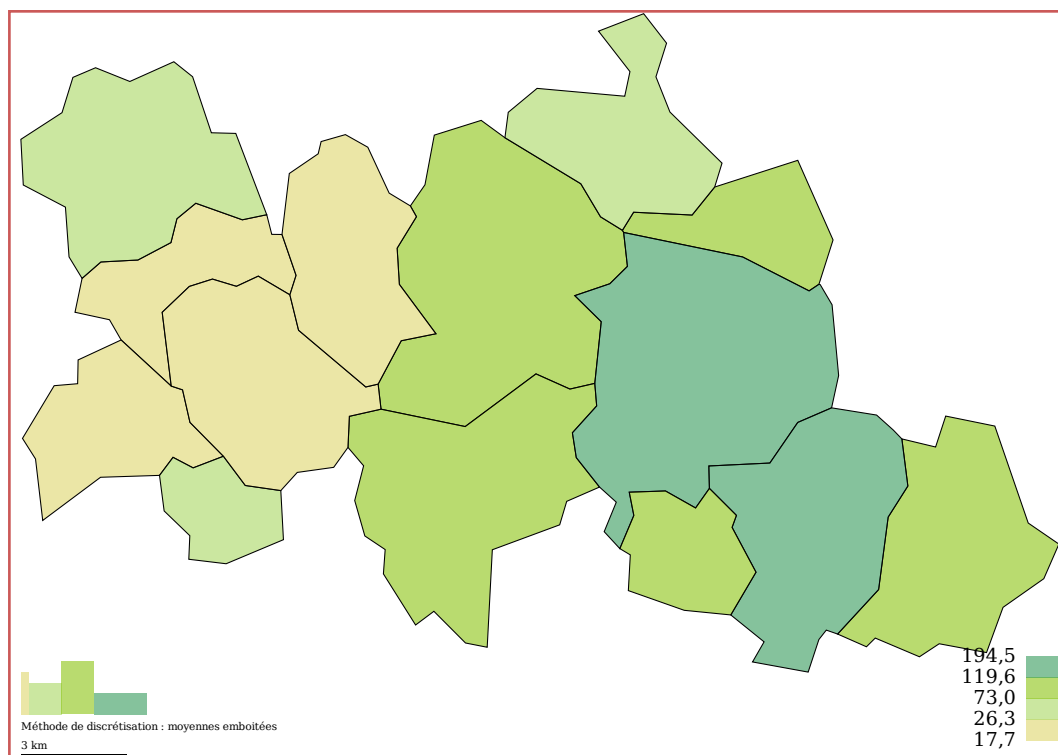 194,5
119,6
73,0
26,3
17,7
Méthode de discrétisation : moyennes emboitées
3 km